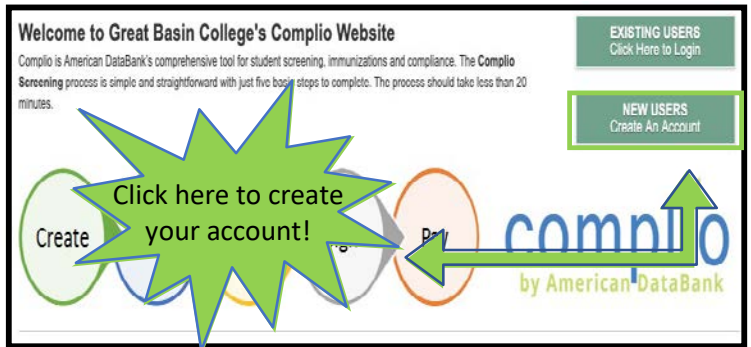 Welcome to Great Basin College's Complio Website
Complio is American DataBank's comprehensive tool for student screening, immunizations and compliance. The Complio
Screening process is simple and straightforward with just five basic steps to complete. The process should take less than 20
minutes.
EXISTING USERS
Click Here to Login
NEW USERS
Create An Account
Click here to create
your account!
Create
Pay
complio
by American DataBank